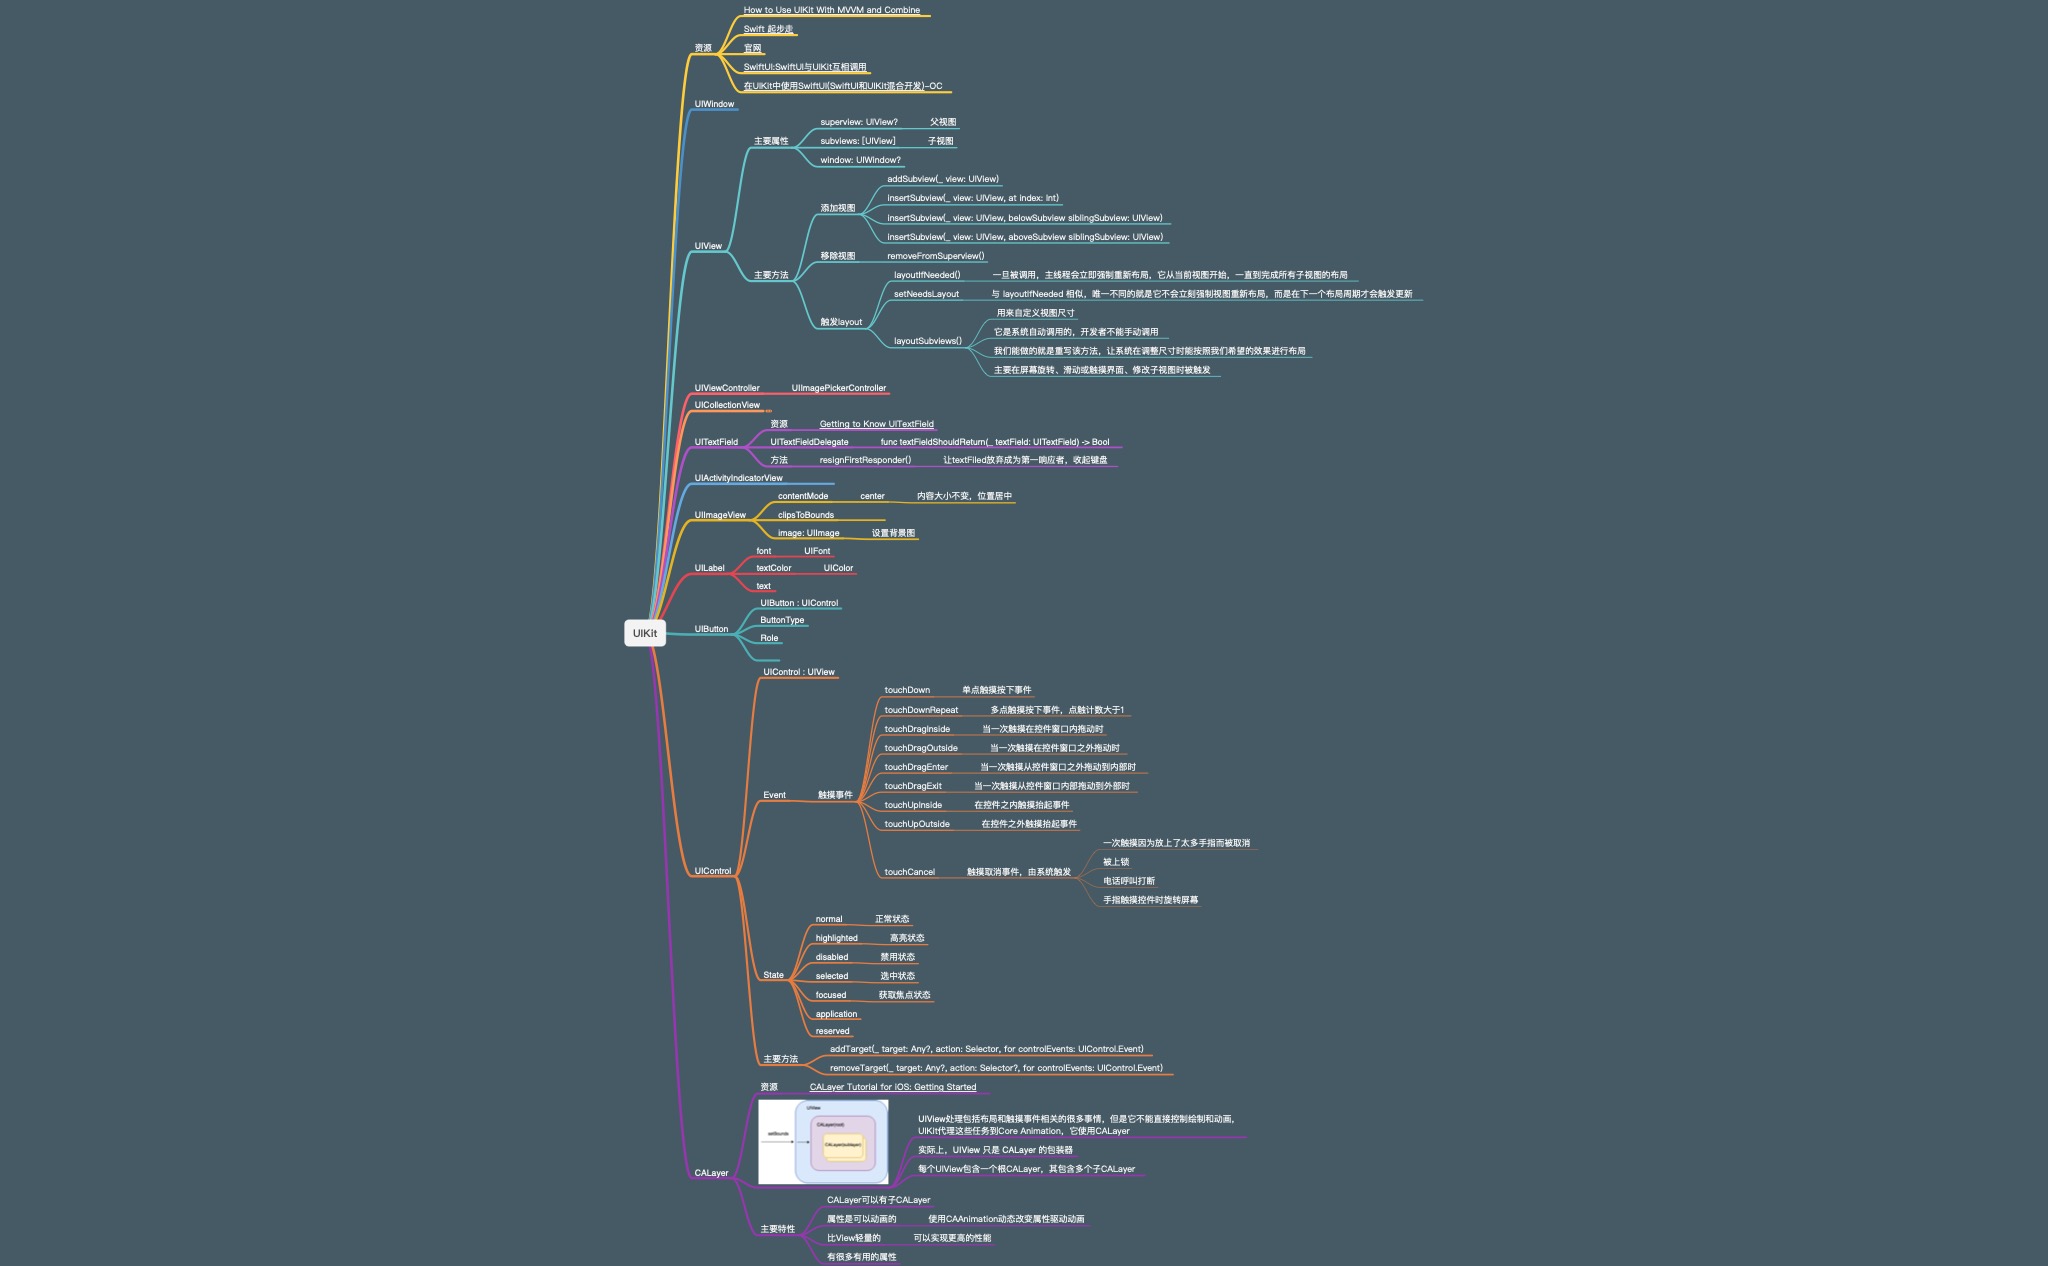 How to Use UIKit With MVVM and Combine
Swift 起步走
资源
官网
SwiftUI:SwiftUI与UIKit互相调用
在UIKit中使用SwiftUI(SwiftUI和UIKit混合开发)-OC
UIWindow
superview: UIView? 父视图
主要属性
subviews: [UIView] 子视图
window: UIWindow?
addSubview(_ view: UIView)
insertSubview(_ view: UIView, at index: Int)
添加视图
insertSubview(_ view: UIView, belowSubview siblingSubview: UIView)
insertSubview(_ view: UIView, aboveSubview siblingSubview: UIView)
UIView
移除视图 removeFromSuperview()
主要方法
layoutIfNeeded() 一旦被调用，主线程会立即强制重新布局，它从当前视图开始，一直到完成所有子视图的布局
setNeedsLayout 与 layoutIfNeeded 相似，唯一不同的就是它不会立刻强制视图重新布局，而是在下一个布局周期才会触发更新
触发layout
用来自定义视图尺寸
它是系统自动调用的，开发者不能手动调用
layoutSubviews()
我们能做的就是重写该方法，让系统在调整尺寸时能按照我们希望的效果进行布局
主要在屏幕旋转、滑动或触摸界面、修改子视图时被触发
UIViewController UIImagePickerController
UICollectionView
资源 Getting to Know UITextField
UITextField
UITextFieldDelegate func textFieldShouldReturn(_ textField: UITextField) -> Bool
方法 resignFirstResponder() 让textFiled放弃成为第一响应者，收起键盘
UIActivityIndicatorView
contentMode center 内容大小不变，位置居中
UIImageView
clipsToBounds
image: UIImage 设置背景图
font UIFont
UILabel
textColor UIColor
text
UIKit
UIButton : UIControl
ButtonType
UIButton
Role
UIControl : UIView
touchDown 单点触摸按下事件
touchDownRepeat 多点触摸按下事件，点触计数大于1
touchDragInside 当一次触摸在控件窗口内拖动时
touchDragOutside 当一次触摸在控件窗口之外拖动时
touchDragEnter 当一次触摸从控件窗口之外拖动到内部时
touchDragExit 当一次触摸从控件窗口内部拖动到外部时
Event 触摸事件
touchUpInside 在控件之内触摸抬起事件
touchUpOutside 在控件之外触摸抬起事件
touchCancel 触摸取消事件，由系统触发
一次触摸因为放上了太多手指而被取消
被上锁
电话呼叫打断
手指触摸控件时旋转屏幕
UIControl
normal 正常状态
highlighted 高亮状态
disabled 禁用状态
State
selected 选中状态
focused 获取焦点状态
application
reserved
主要方法
addTarget(_ target: Any?, action: Selector, for controlEvents: UIControl.Event)
removeTarget(_ target: Any?, action: Selector?, for controlEvents: UIControl.Event)
资源 CALayer Tutorial for iOS: Getting Started
UIView
setBounds
CALayer(root)
CALayer(sublayer)
UIView处理包括布局和触摸事件相关的很多事情，但是它不能直接控制绘制和动画，
UIKit代理这些任务到Core Animation，它使用CALayer
实际上，UIView 只是 CALayer 的包装器
每个UIView包含一个根CALayer，其包含多个子CALayer
CALayer
CALayer可以有子CALayer
主要特性
属性是可以动画的 使用CAAnimation动态改变属性驱动动画
比View轻量的 可以实现更高的性能
有很多有用的属性